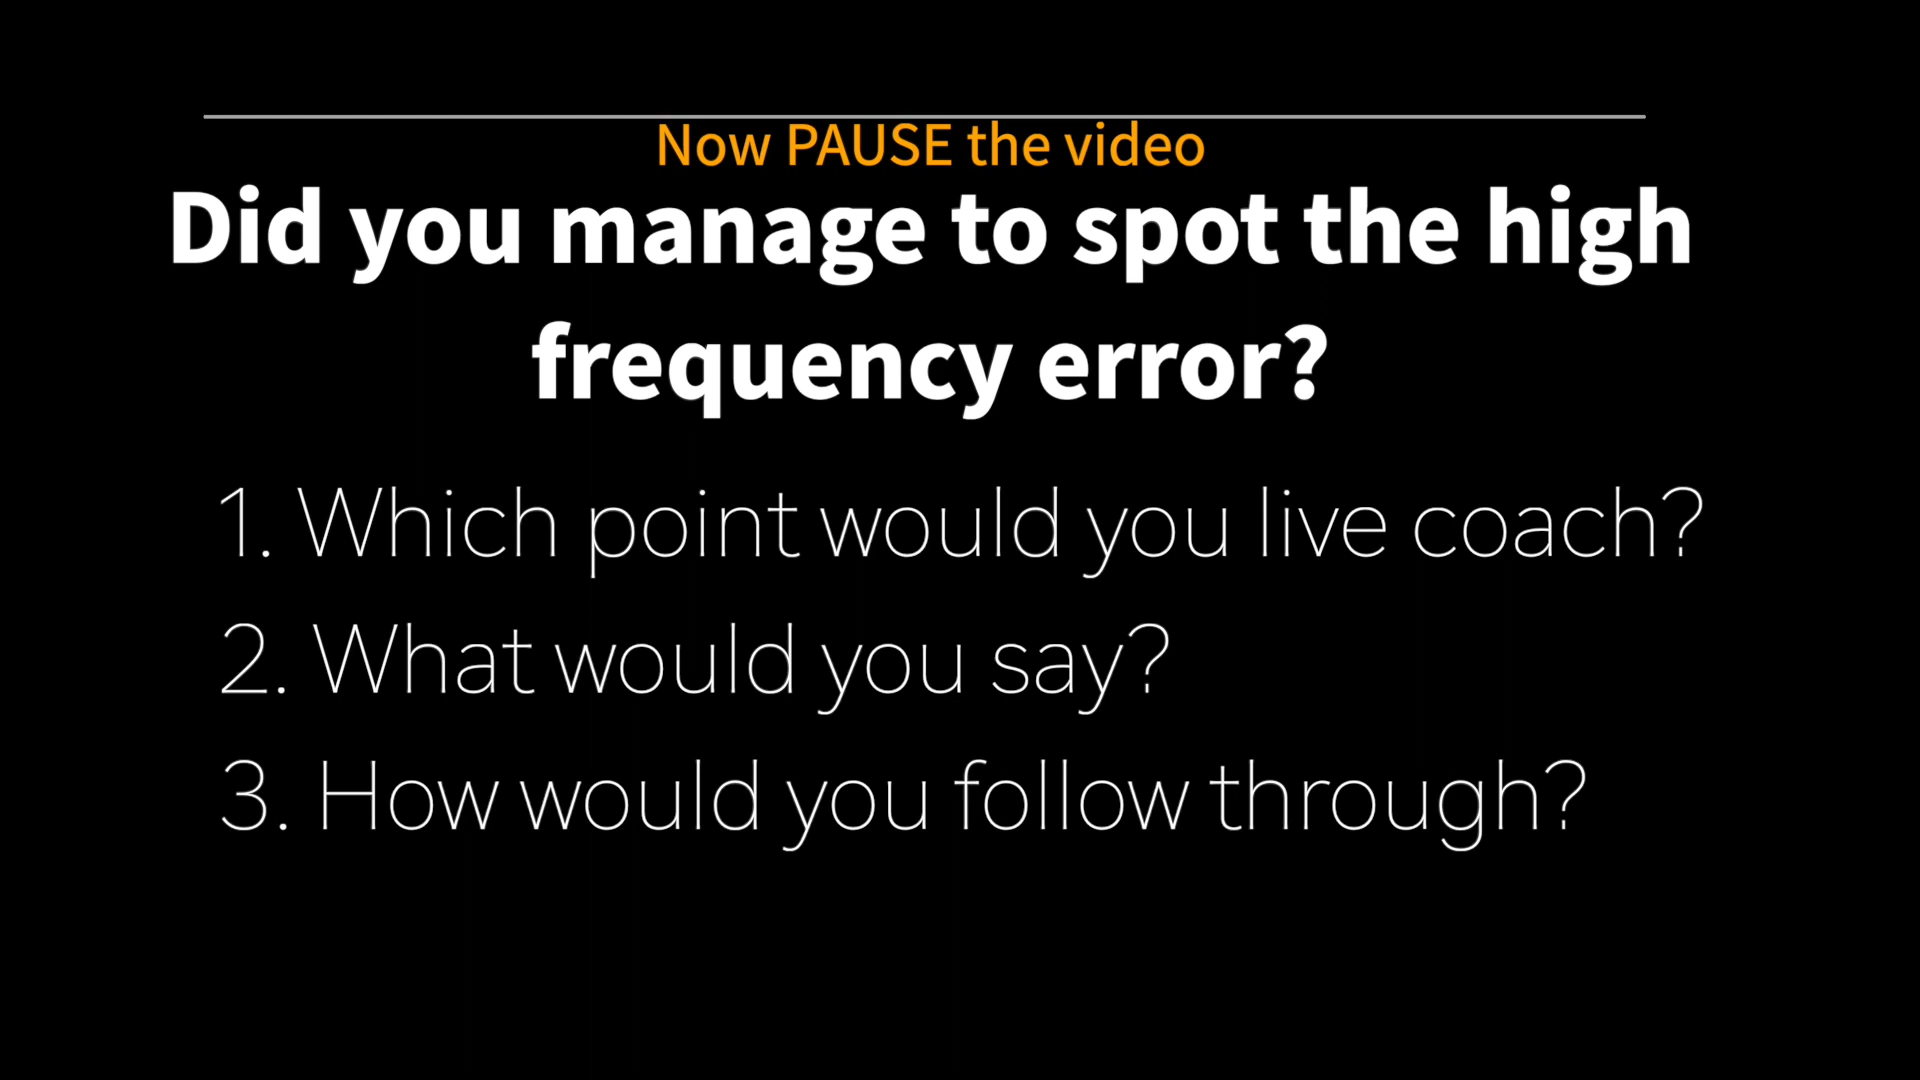 Now PAUSE the video
Did you manage to spot the high
frequency error?
1. Which point would you live coach?
2. What would you say?
3. How would you follow through?